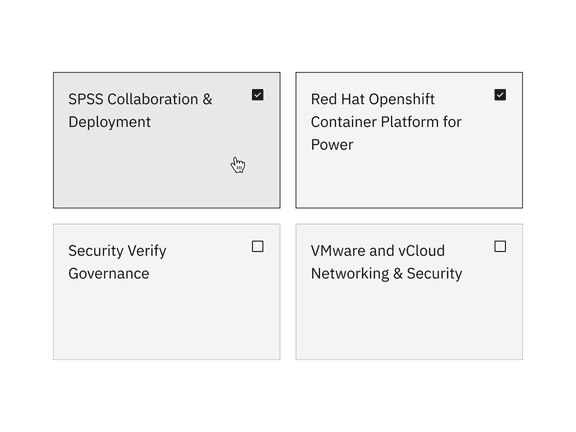 SPSS Collaboration &
Deployment
Red Hat Openshift
Container Platform for
Power
Security Verify
Governance
VMware and vCloud
Networking & Security